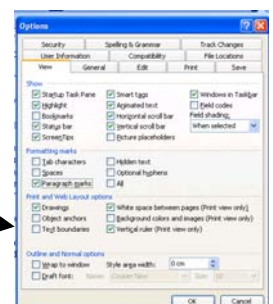 Options
Security Spelling & Grammar Track Changes
User Information Compatibility File Locations
View General Edit Print Save
Show
Startup Task Pane Smart tags Windows in Taskbar
Highlight Animated text Field codes
Bookmarks Horizontal scroll bar Field shading:
Status bar Vertical scroll bar When selected
ScreenTips Picture placeholders
Formatting marks
Tab characters Hidden text
Spaces Optional hyphens
Paragraph marks All
Print and Web Layout options
Drawings White space between pages (Print view only)
Object anchors Background colors and images (Print view only)
Text boundaries Vertical ruler (Print view only)
Outline and Normal options
Wrap to window Style area width: 0 cm
Draft font: Name: Courier New Size: 10
OK Cancel